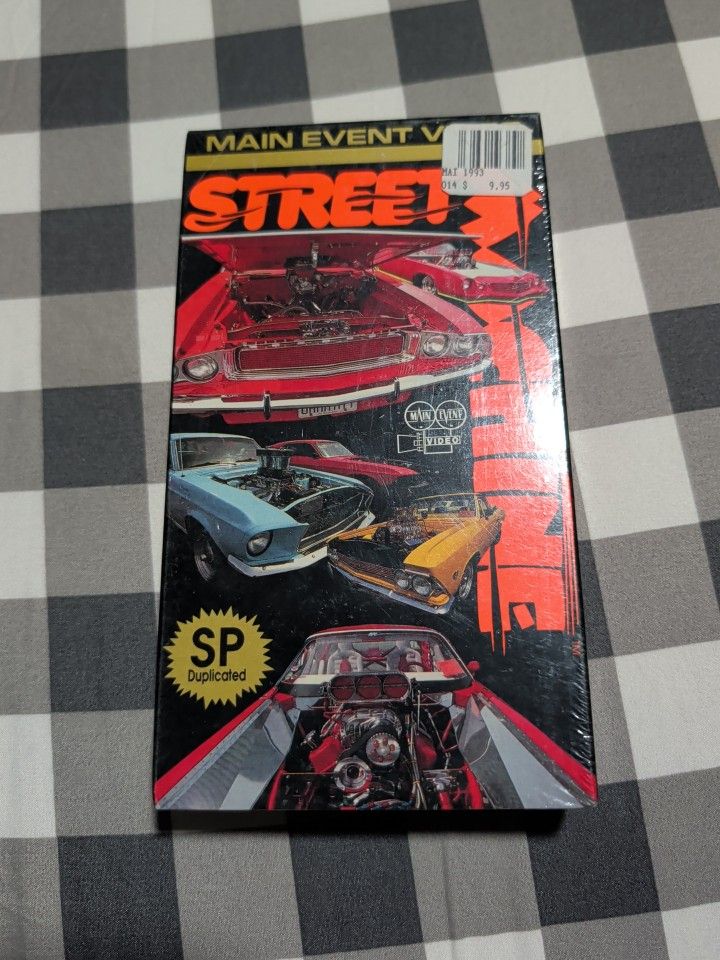 MAIN EVENT
MAI 1993
014 $ 9.95
STREET
MAIN EVENT
VIDEO
SP
Duplicated